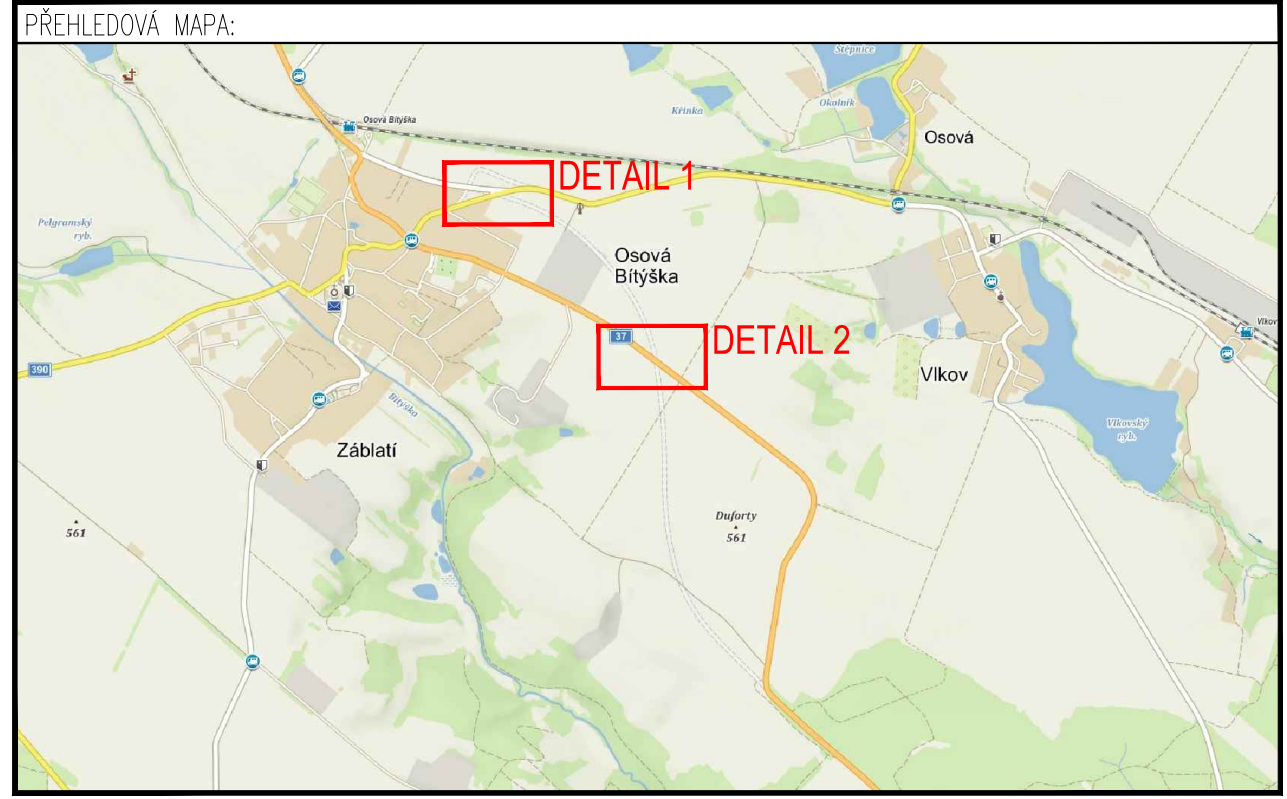 PŘEHLEDOVÁ MAPA:
Štěpnice
Křinka
Okolník
Osová Bítýška
Osová
DETAIL 1
Pelgramský
ryb.
Osová
Bítýška
37
DETAIL 2
Vlkov
390
Vlkov
Bítýška
Vlkovský
ryb.
Záblatí
Duforty
561
561